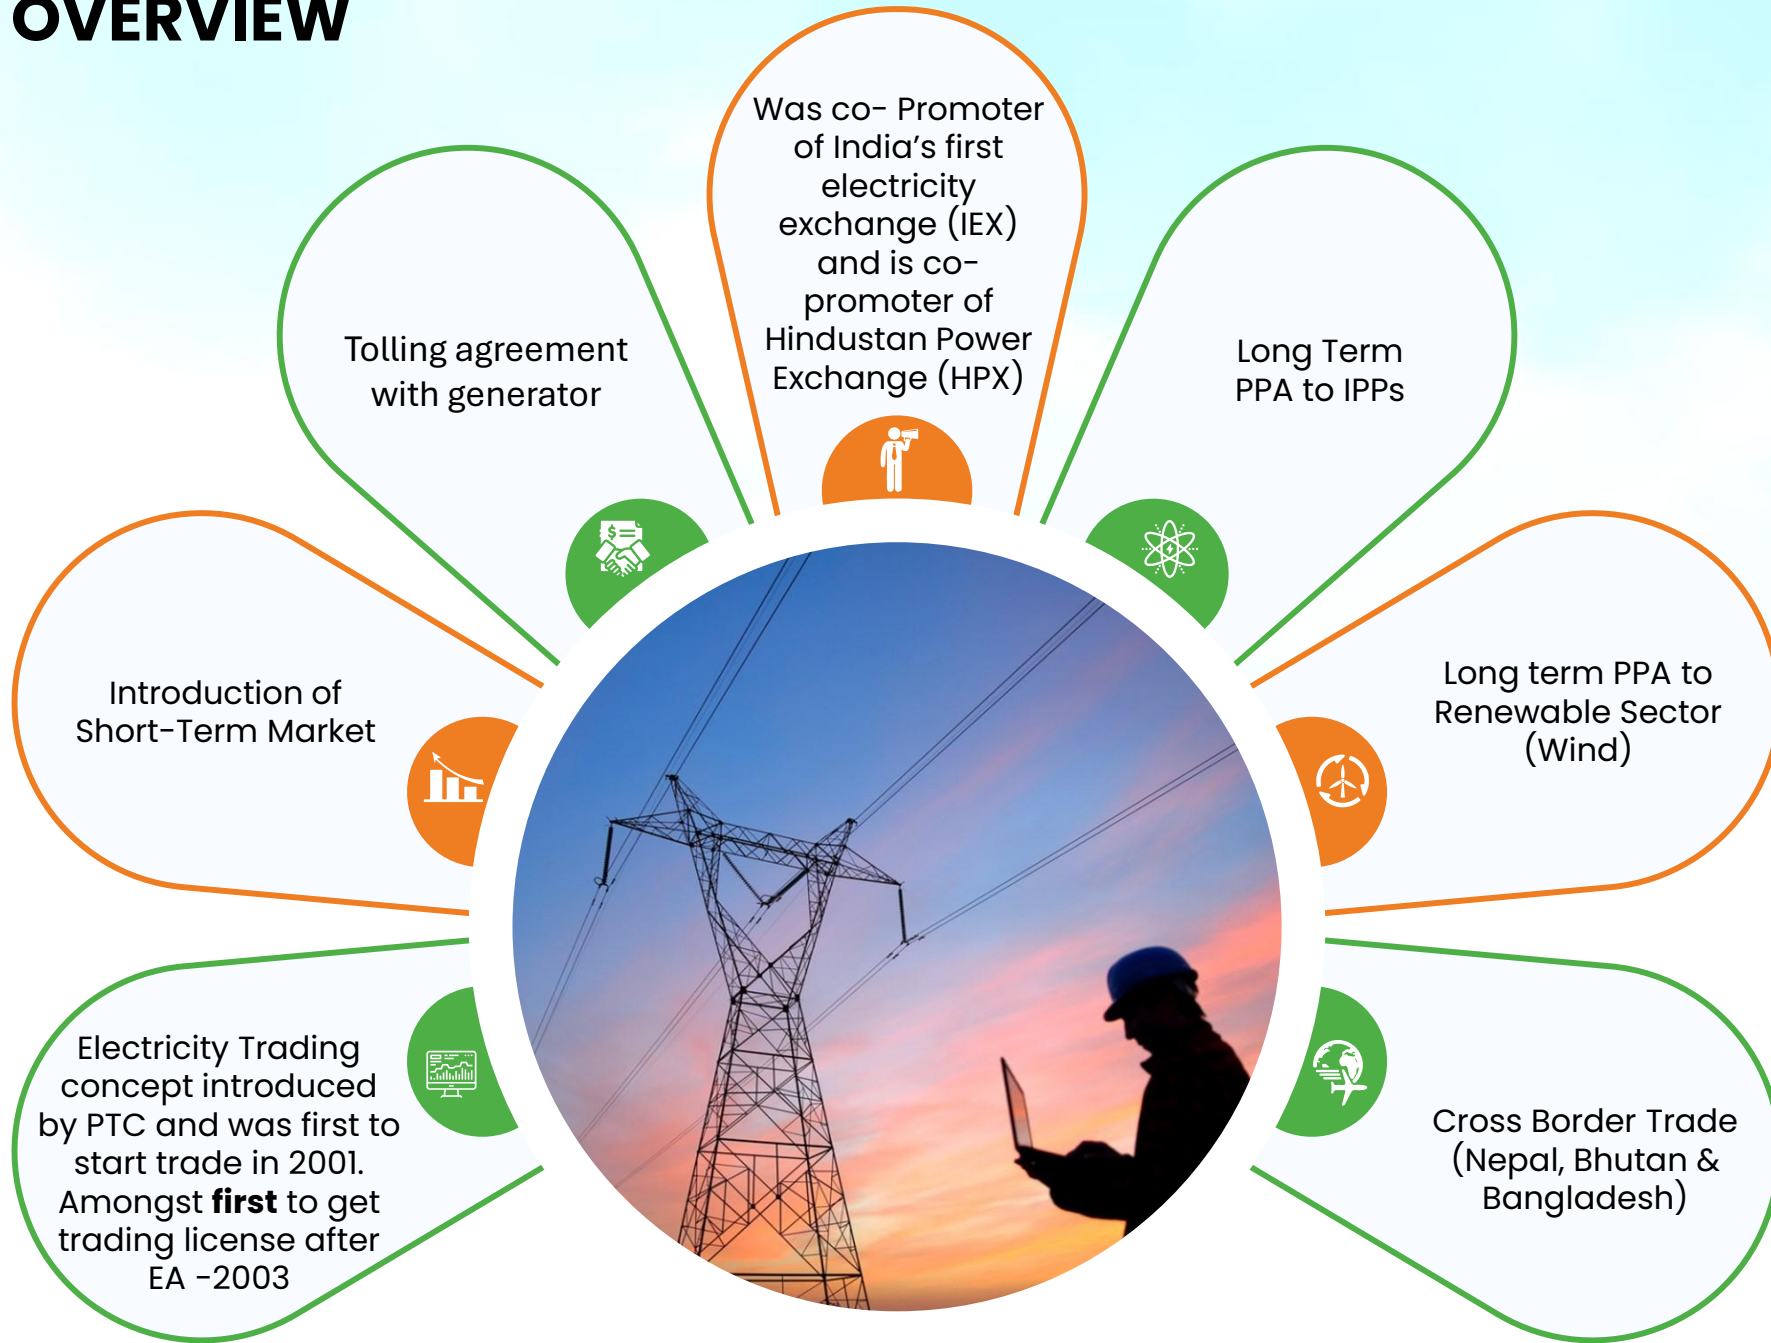 OVERVIEW
Was co- Promoter
of India’s first
electricity
exchange (IEX)
and is co-
promoter of
Hindustan Power
Exchange (HPX)
Tolling agreement
with generator
Long Term
PPA to IPPs
Introduction of
Short-Term Market
Long term PPA to
Renewable Sector
(Wind)
Electricity Trading
concept introduced
by PTC and was first to
start trade in 2001.
Amongst first to get
trading license after
EA -2003
Cross Border Trade
(Nepal, Bhutan &
Bangladesh)